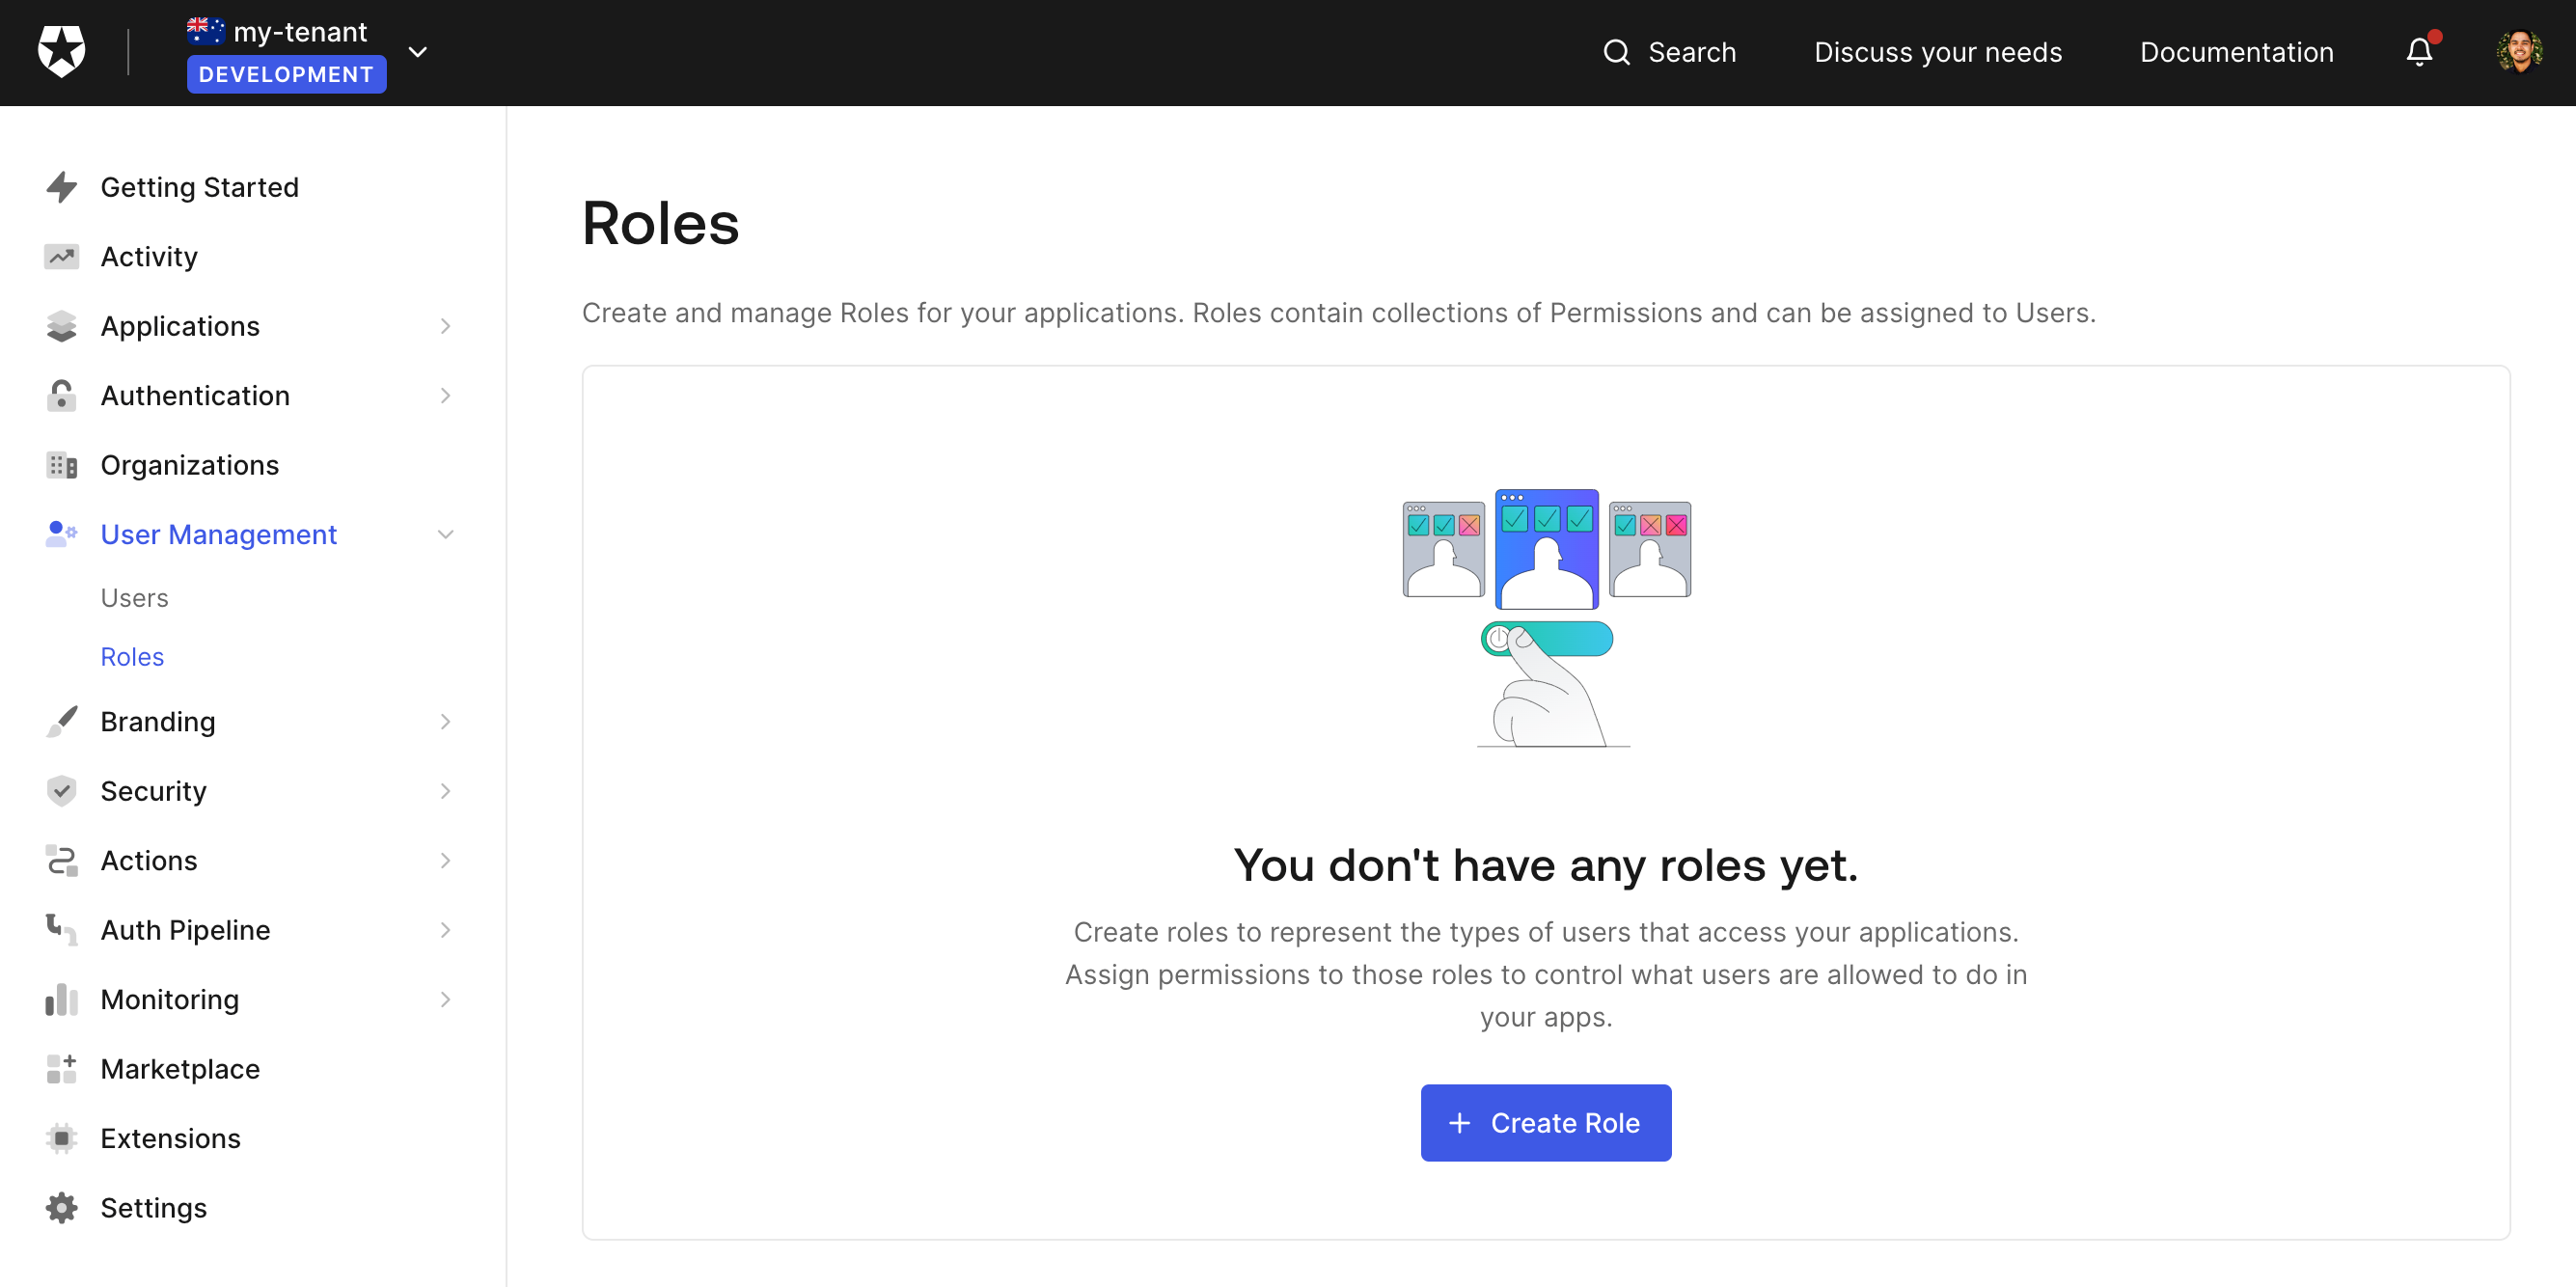 my-tenant
DEVELOPMENT
Search
Discuss your needs
Documentation
Getting Started
Activity
Applications
Authentication
Organizations
User Management
Users
Roles
Branding
Security
Actions
Auth Pipeline
Monitoring
Marketplace
Extensions
Settings
Roles
Create and manage Roles for your applications. Roles contain collections of Permissions and can be assigned to Users.
You don't have any roles yet.
Create roles to represent the types of users that access your applications.
Assign permissions to those roles to control what users are allowed to do in
your apps.
+ Create Role